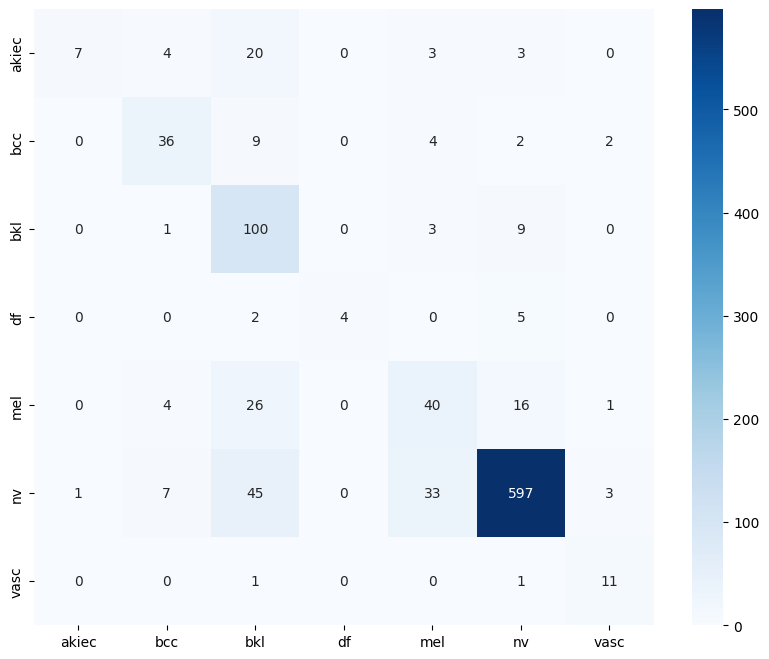 akiec 7 4 20 0 3 3 0
bcc 0 36 9 0 4 2 2
bkl 0 1 100 0 3 9 0
df 0 0 2 4 0 5 0
mel 0 4 26 0 40 16 1
nv 1 7 45 0 33 597 3
vasc 0 0 1 0 0 1 11
akiec bcc bkl df mel nv vasc
500
400
300
200
100
0